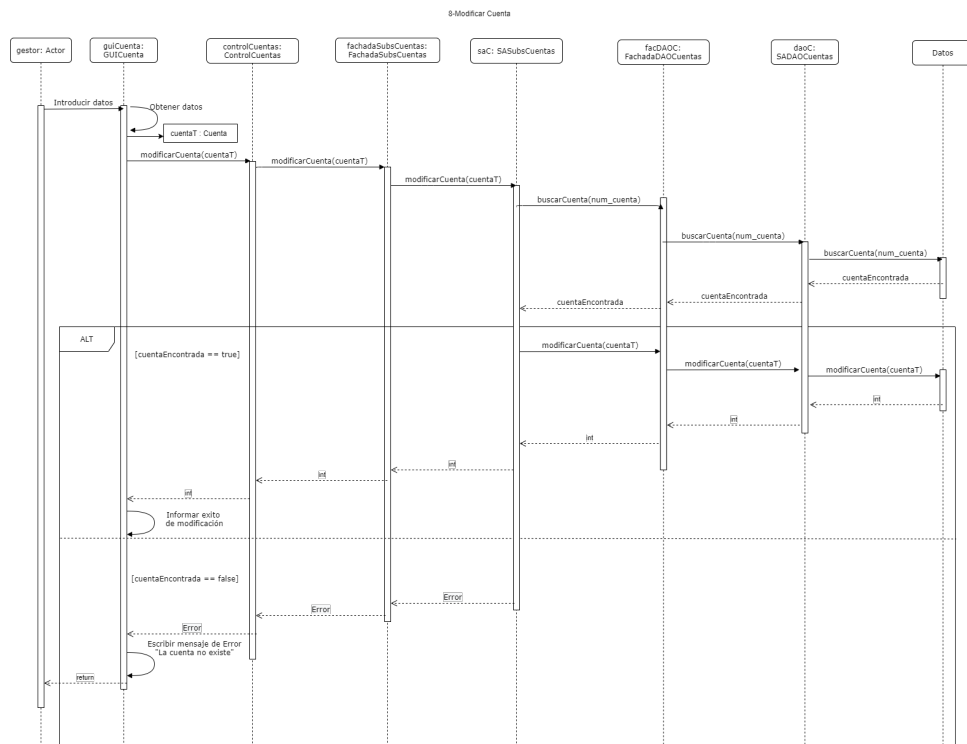 8-Modificar Cuenta
gestor: Actor
guiCuenta:
GUICuenta
controlCuentas:
ControlCuentas
fachadaSubsCuentas:
FachadaSubsCuentas
saC: SASubsCuentas
facDAOC:
FachadaDAOCuentas
daoC:
SADAOCuentas
Datos
Introducir datos
Obtener datos
cuentaT : Cuenta
modificarCuenta(cuentaT)
modificarCuenta(cuentaT)
modificarCuenta(cuentaT)
buscarCuenta(num_cuenta)
buscarCuenta(num_cuenta)
buscarCuenta(num_cuenta)
cuentaEncontrada
cuentaEncontrada
cuentaEncontrada
ALT
[cuentaEncontrada == true]
modificarCuenta(cuentaT)
modificarCuenta(cuentaT)
modificarCuenta(cuentaT)
int
int
int
int
int
int
Informar exito
de modificación
[cuentaEncontrada == false]
Error
Error
Error
Escribir mensaje de Error
"La cuenta no existe"
return